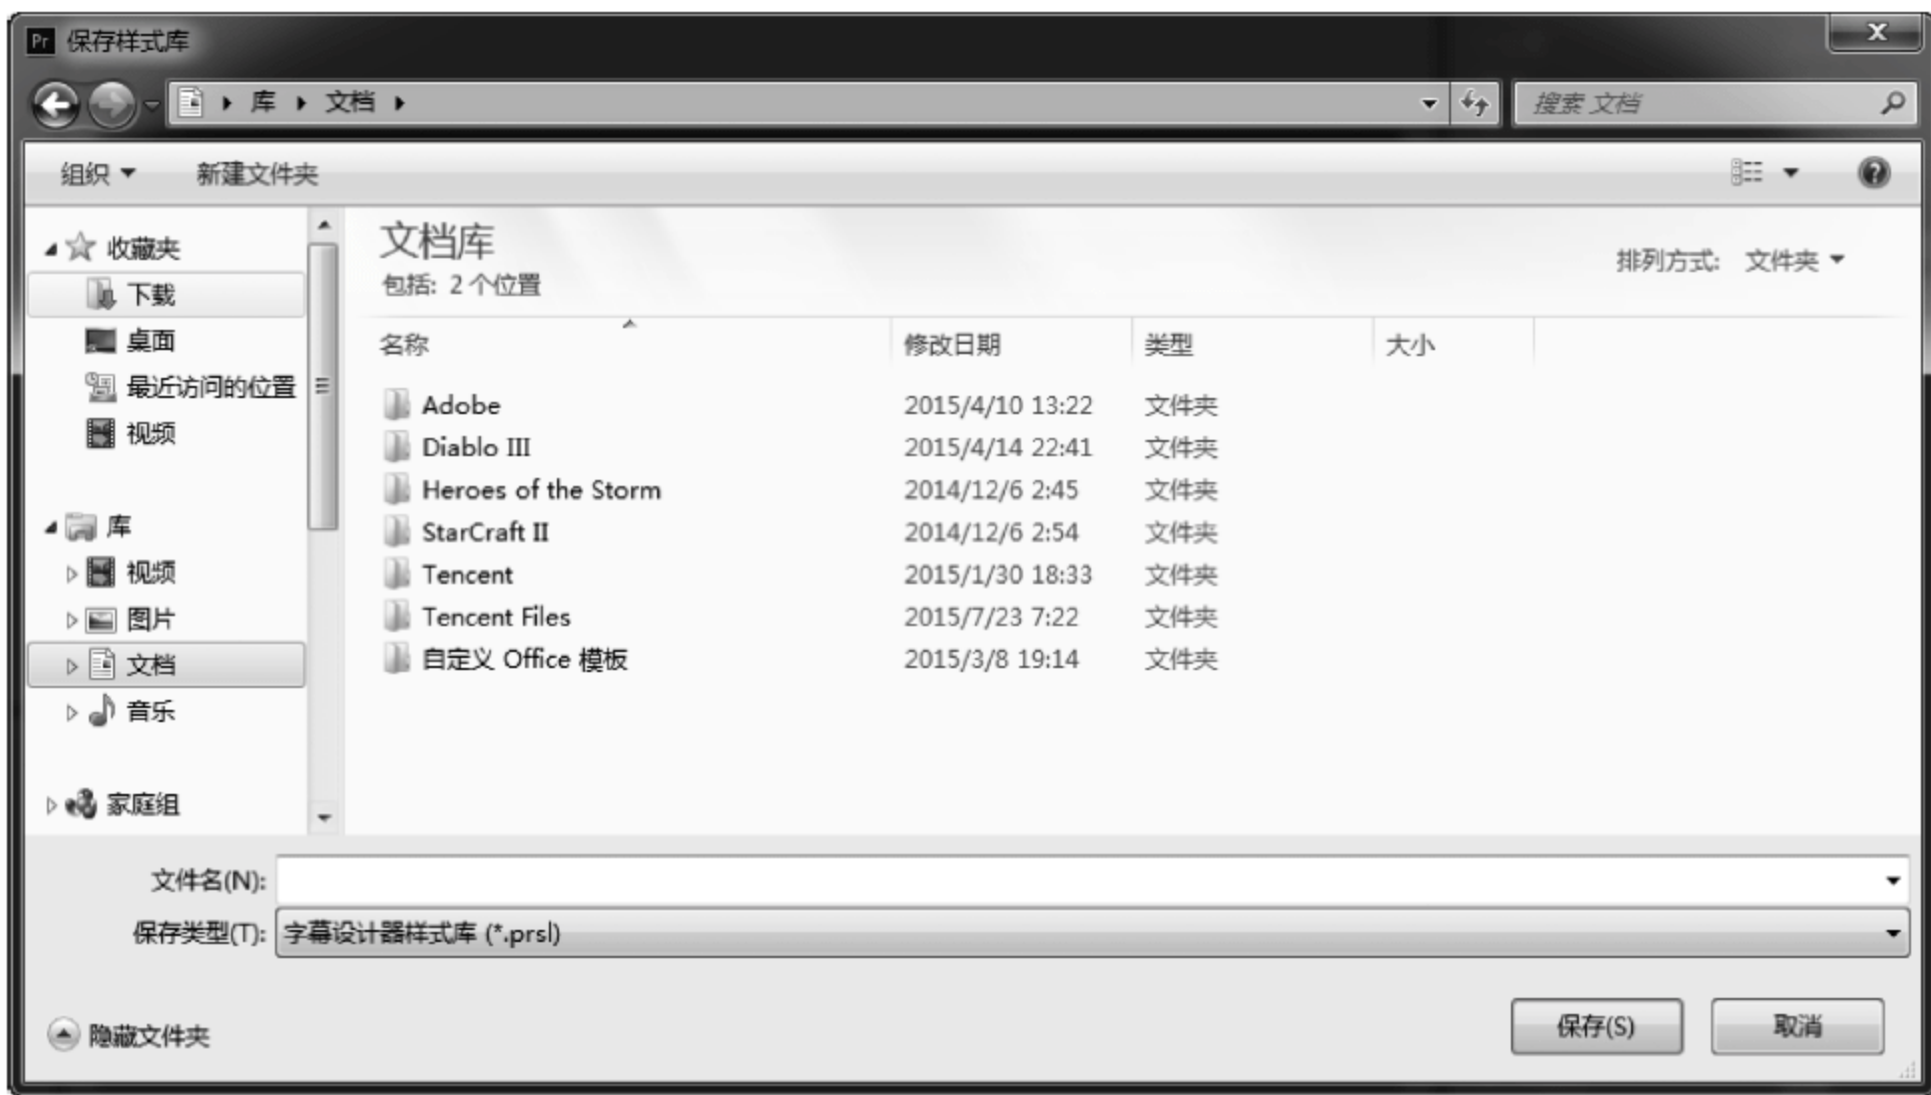 Pr 保存样式库
库 文档 搜索 文档
组织 新建文件夹
收藏夹
下载
桌面
最近访问的位置
视频
库
视频
图片
文档
音乐
家庭组
文档库
包括: 2 个位置
排列方式: 文件夹
名称 修改日期 类型 大小
Adobe 2015/4/10 13:22 文件夹
Diablo III 2015/4/14 22:41 文件夹
Heroes of the Storm 2014/12/6 2:45 文件夹
StarCraft II 2014/12/6 2:54 文件夹
Tencent 2015/1/30 18:33 文件夹
Tencent Files 2015/7/23 7:22 文件夹
自定义 Office 模板 2015/3/8 19:14 文件夹
文件名(N):
保存类型(T): 字幕设计器样式库 (*.prsl)
隐藏文件夹 保存(S) 取消